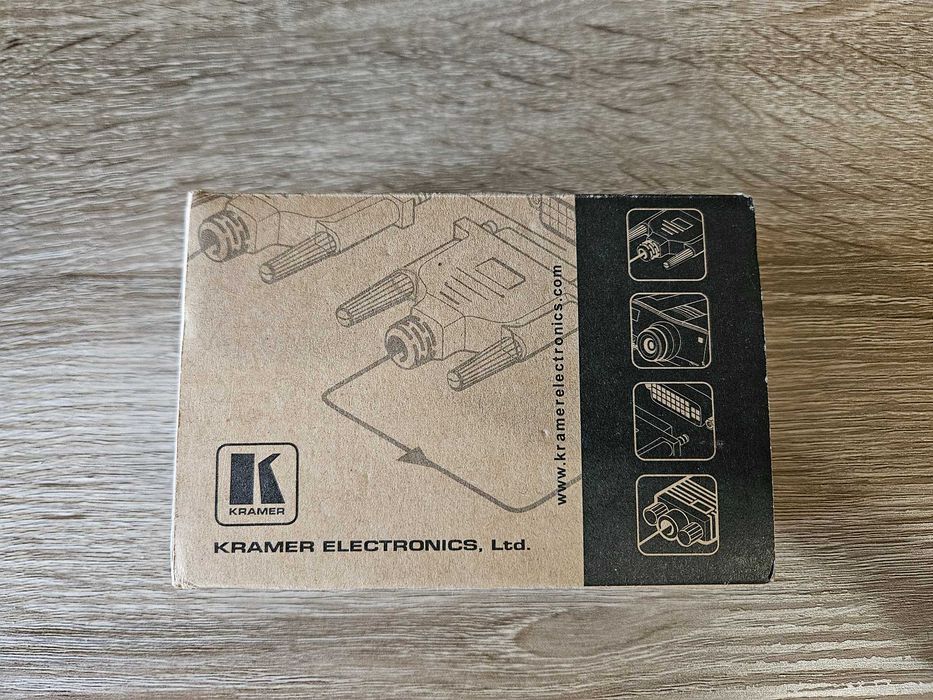 KRAMER
KRAMER ELECTRONICS, Ltd.
www.kramerelectronics.com